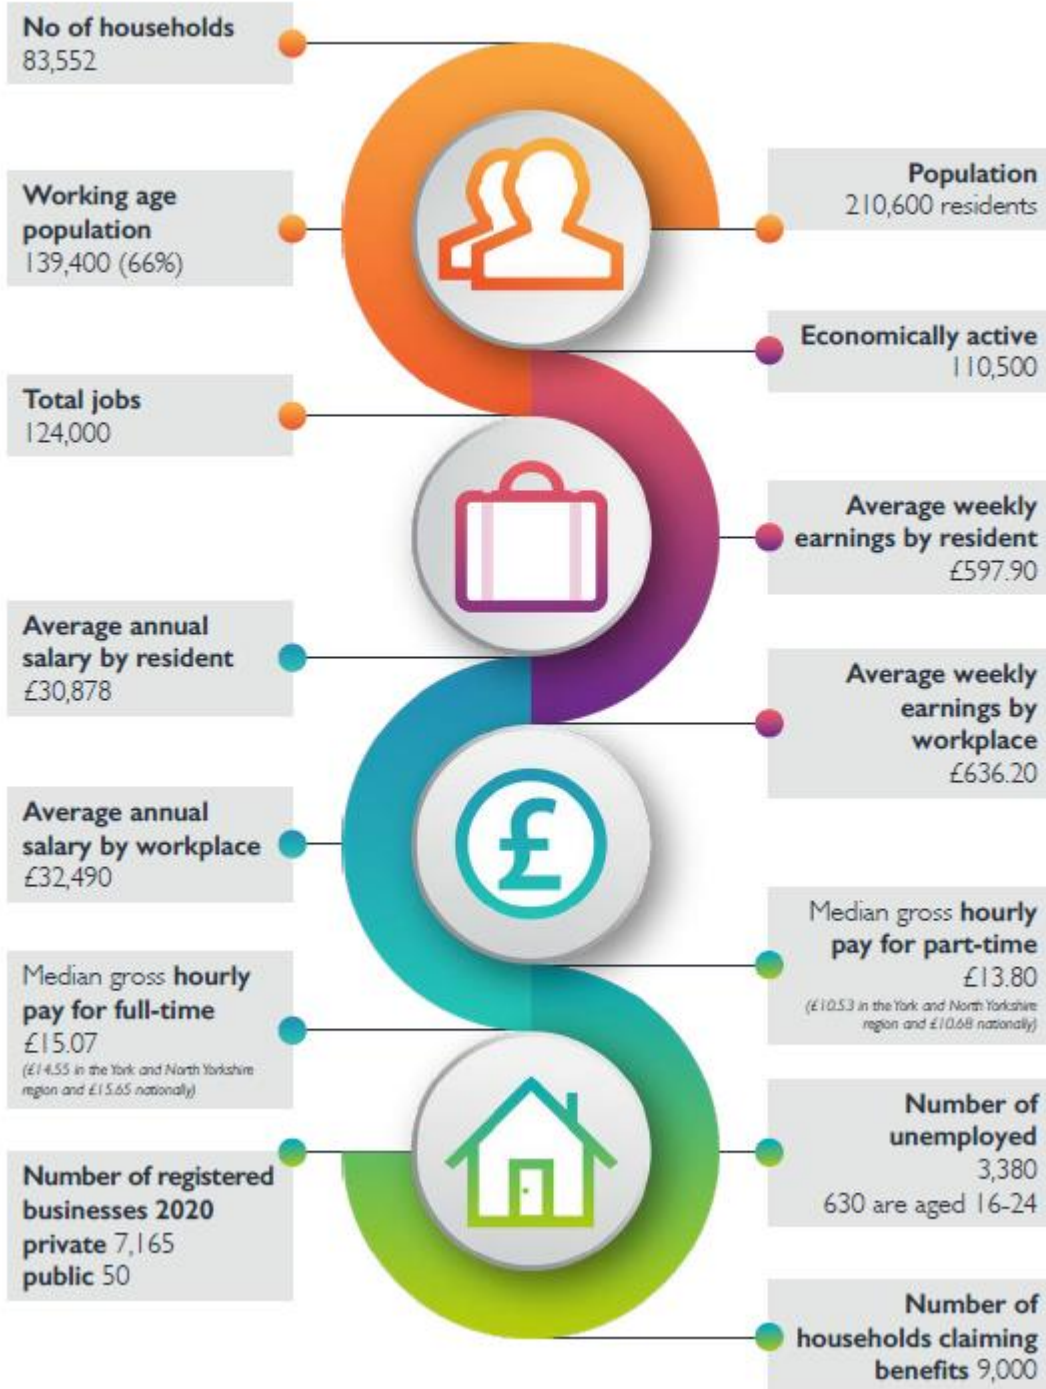 No of households
83,552
Working age
population
139,400 (66%)
Total jobs
124,000
Average annual
salary by resident
£30,878
Average annual
salary by workplace
£32,490
Median gross hourly
pay for full-time
£15.07
(£14.55 in the York and North Yorkshire
region and £15.65 nationally)
Number of registered
businesses 2020
private 7,165
public 50
Population
210,600 residents
Economically active
110,500
Average weekly
earnings by resident
£597.90
Average weekly
earnings by
workplace
£636.20
£
Median gross hourly
pay for part-time
£13.80
(£10.53 in the York and North Yorkshire
region and £10.68 nationally)
Number of
unemployed
3,380
630 are aged 16-24
Number of
households claiming
benefits 9,000